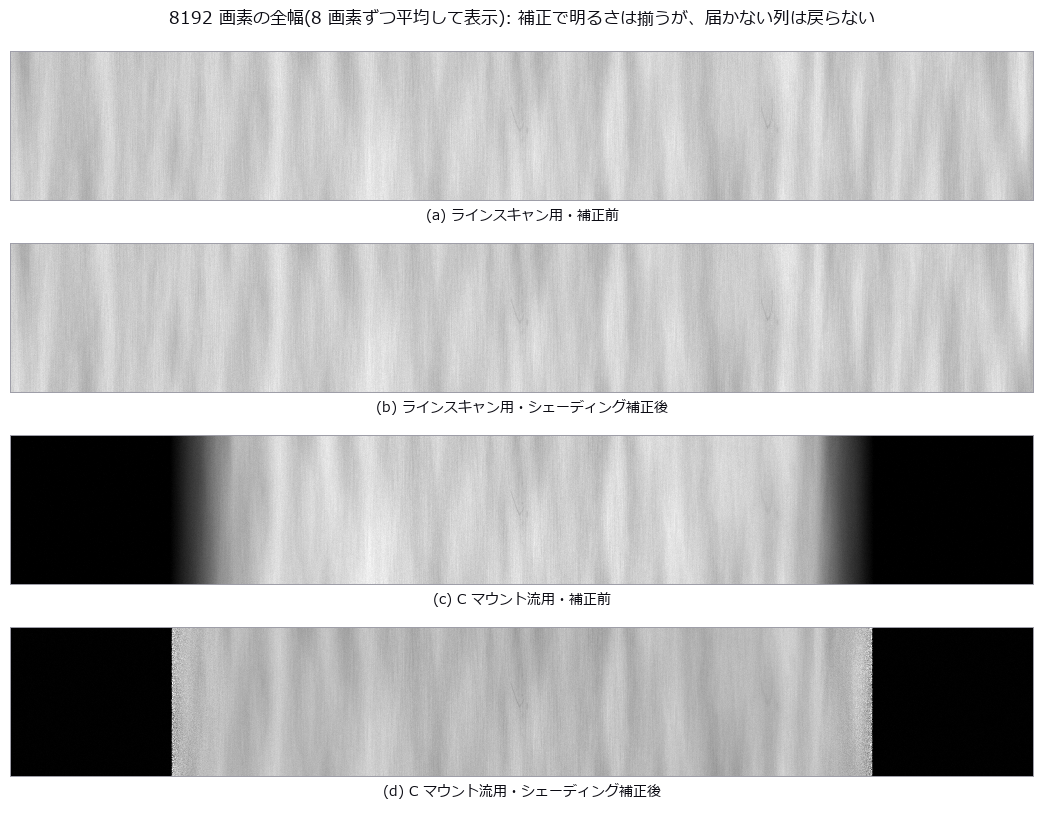 8192 画素の全幅(8 画素ずつ平均して表示): 補正で明るさは揃うが、届かない列は戻らない
(a) ラインスキャン用・補正前
(b) ラインスキャン用・シェーディング補正後
(c) C マウント流用・補正前
(d) C マウント流用・シェーディング補正後